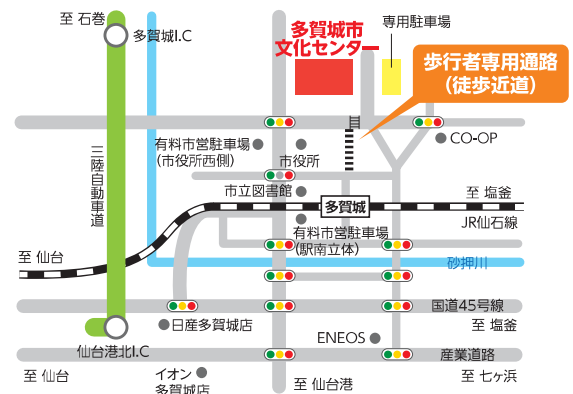 至 石巻
多賀城I.C
多賀城市
文化センター
専用駐車場
歩行者専用通路
(徒歩近道)
CO-OP
有料市営駐車場
(市役所西側)
市役所
三陸自動車道
市立図書館
多賀城
至 塩釜
JR仙石線
有料市営駐車場
(駅南立体)
至 仙台
砂押川
国道45号線
至 塩釜
日産多賀城店
ENEOS
仙台港北I.C
産業道路
至 仙台
イオン
多賀城店
至 仙台港
至 七ヶ浜